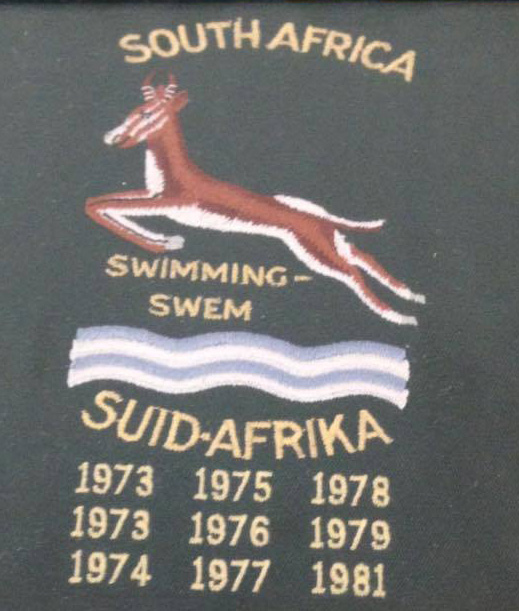 SOUTH AFRICA
SWIMMING-
SWEM
SUID-AFRIKA
1973 1975 1978
1973 1976 1979
1974 1977 1981